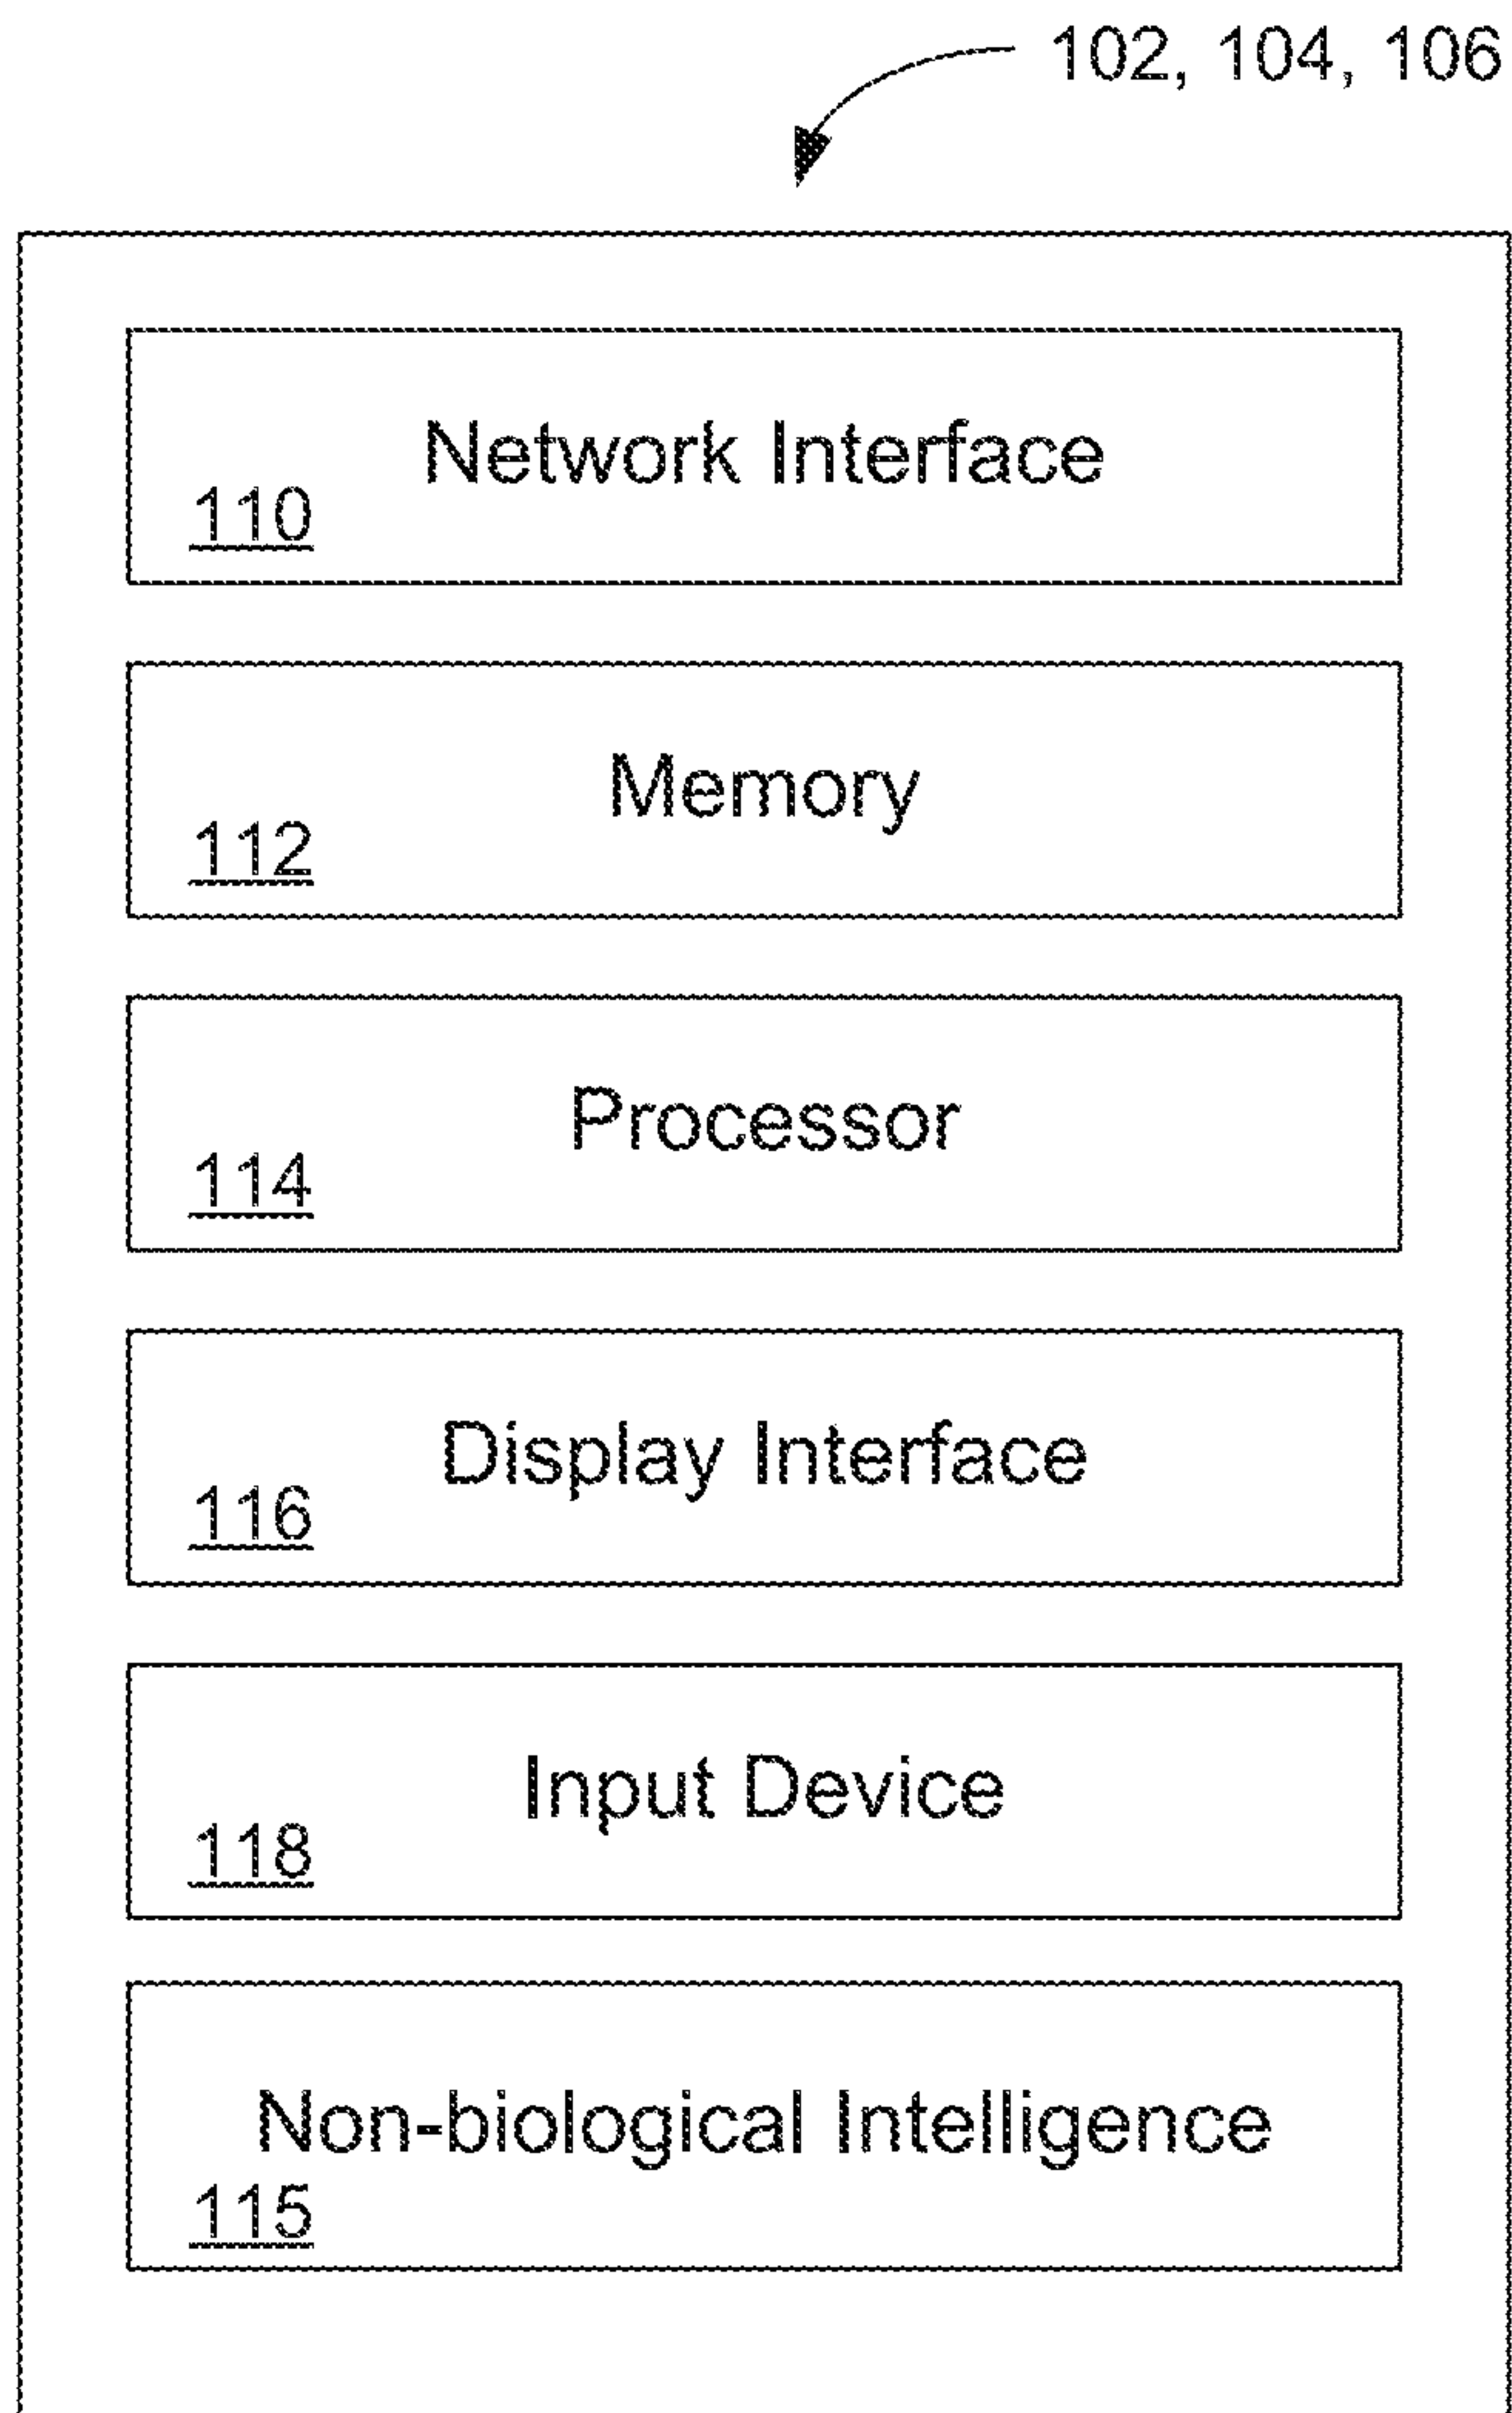 102, 104, 106
Network Interface
110
Memory
112
Processor
114
Display Interface
116
Input Device
118
Non-biological Intelligence
115